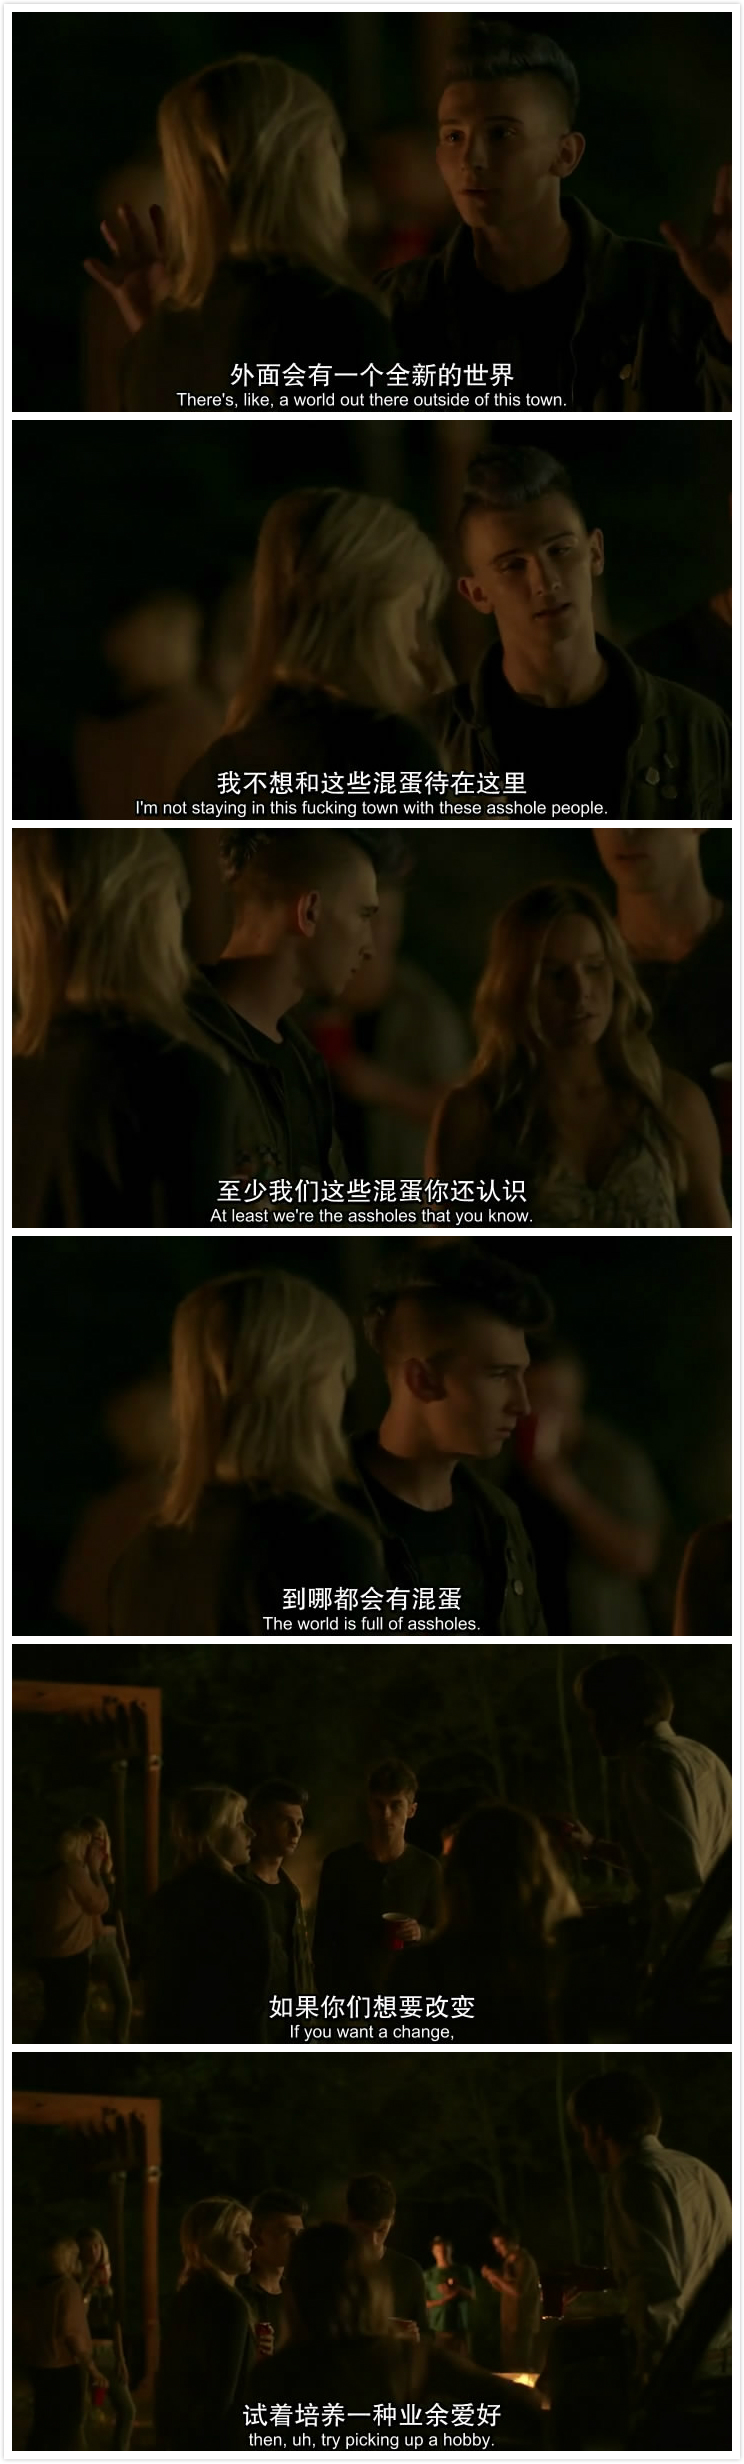 外面会有一个全新的世界
There's, like, a world out there outside of this town.
我不想和这些混蛋待在这里
I'm not staying in this fucking town with these asshole people.
至少我们这些混蛋你还认识
At least we're the assholes that you know.
到哪都会有混蛋
The world is full of assholes.
如果你们想要改变
If you want a change,
试着培养一种业余爱好
then, uh, try picking up a hobby.